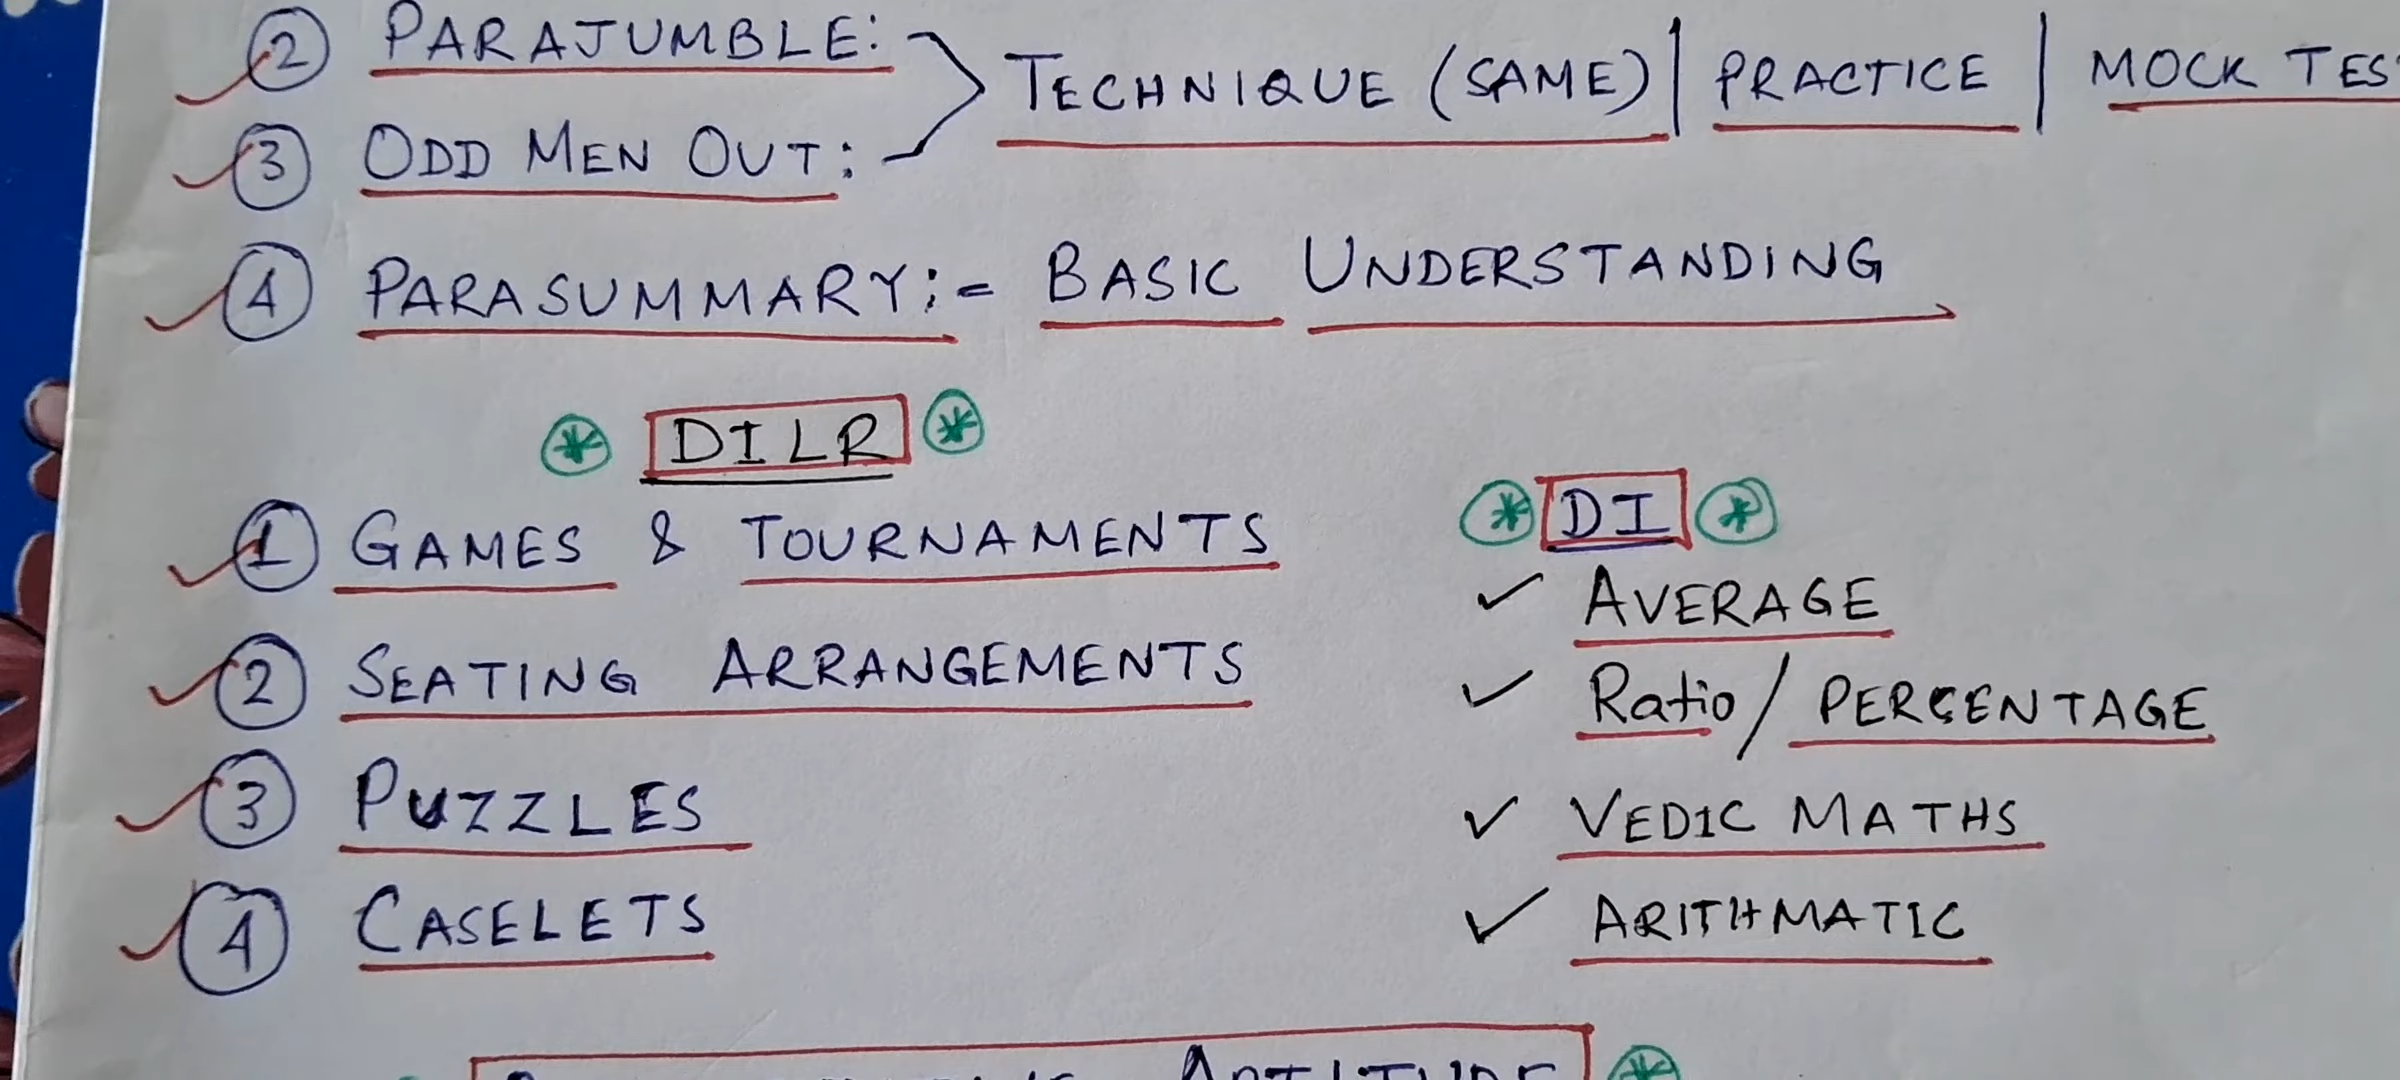 ② PARAJUMBLE:
③ ODD MEN OUT:
TECHNIQUE (SAME) | PRACTICE | MOCK TES
④ PARASUMMARY:- BASIC UNDERSTANDING
* DILR *
① GAMES & TOURNAMENTS
② SEATING ARRANGEMENTS
③ PUZZLES
④ CASELETS
* DI *
✓ AVERAGE
✓ Ratio / PERCENTAGE
✓ VEDIC MATHS
✓ ARITHMATIC
APTITUDE *